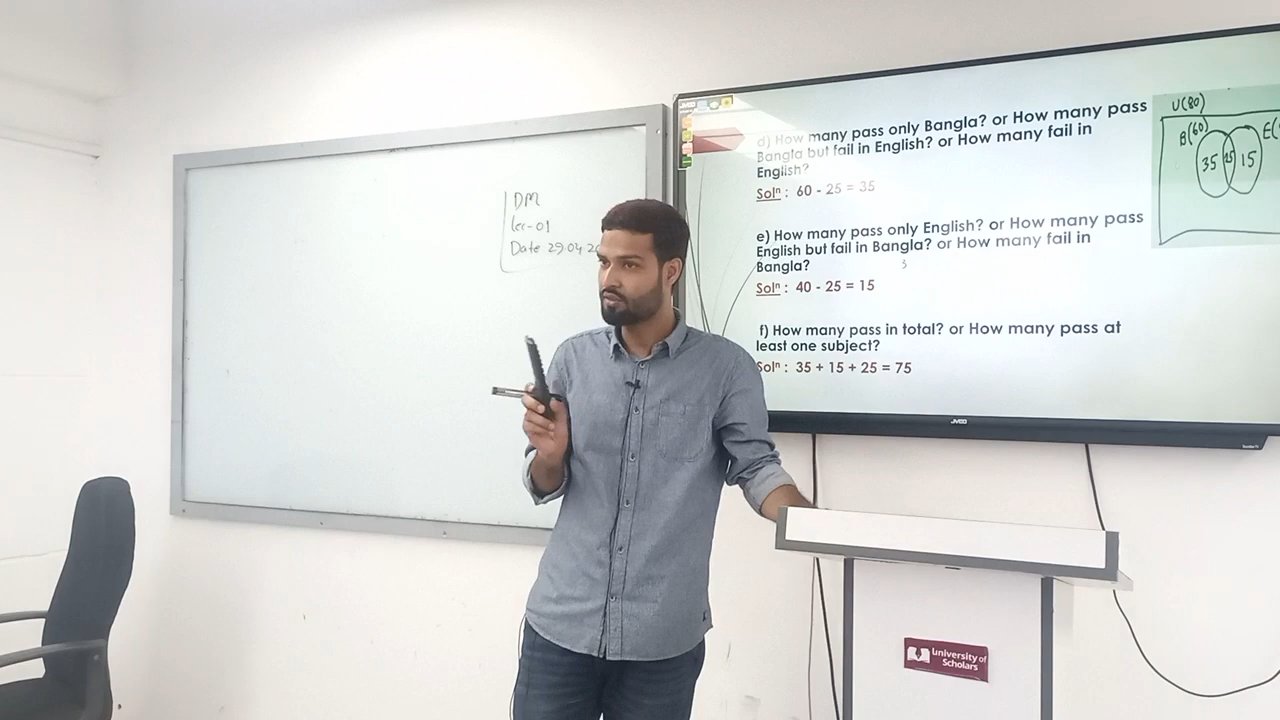 DM
Lec-01
Date 29.04.20
JVCO
d) How many pass only Bangla? or How many pass
Bangla but fail in English? or How many fail in
English?
Solⁿ : 60 - 25 = 35
e) How many pass only English? or How many pass
English but fail in Bangla? or How many fail in
Bangla?
3
Solⁿ : 40 - 25 = 15
f) How many pass in total? or How many pass at
least one subject?
Solⁿ : 35 + 15 + 25 = 75
U(80)
B(60) E(
35 25 15
JVCO
University of
Scholars